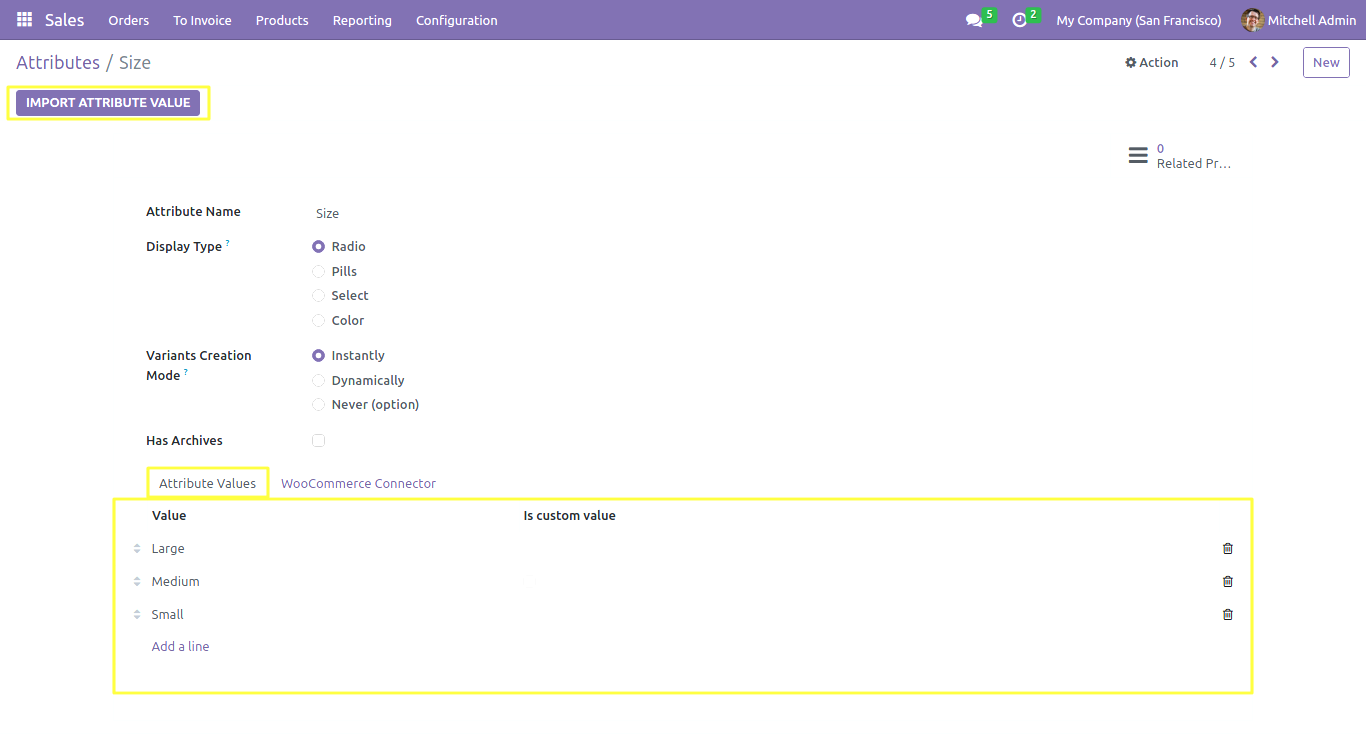 Sales Orders To Invoice Products Reporting Configuration 5 2 My Company (San Francisco) Mitchell Admin
Attributes / Size Action 4 / 5 New
IMPORT ATTRIBUTE VALUE
0
Related Pr...
Attribute Name Size
Display Type ? Radio
Pills
Select
Color
Variants Creation Instantly
Mode ?
Dynamically
Never (option)
Has Archives
Attribute Values WooCommerce Connector
Value Is custom value
Large
Medium
Small
Add a line